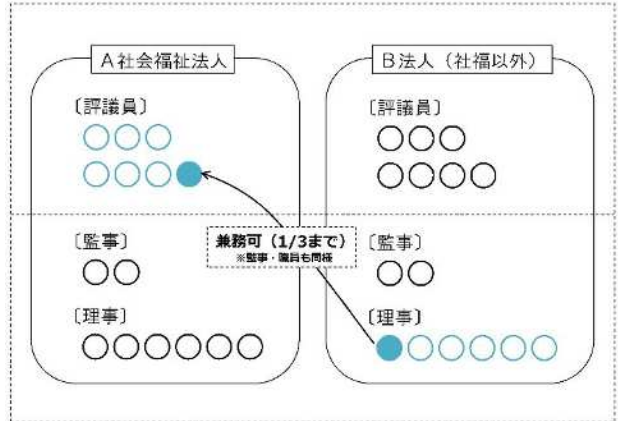 A社会福祉法人
〔評議員〕
〔監事〕
〔理事〕
B法人（社福以外）
〔評議員〕
〔監事〕
〔理事〕
兼務可（1/3まで）
※監事・職員も同様